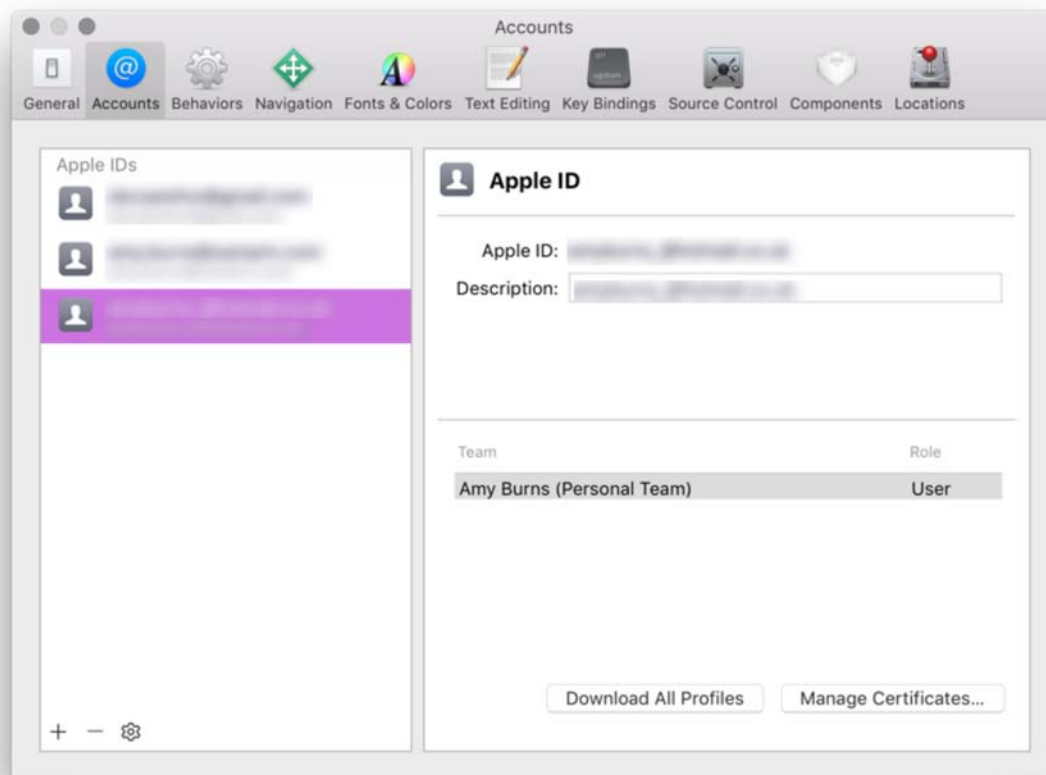 Accounts
General Accounts Behaviors Navigation Fonts & Colors Text Editing Key Bindings Source Control Components Locations
Apple IDs
Apple ID
Apple ID:
Description:
Team Role
Amy Burns (Personal Team) User
Download All Profiles Manage Certificates...